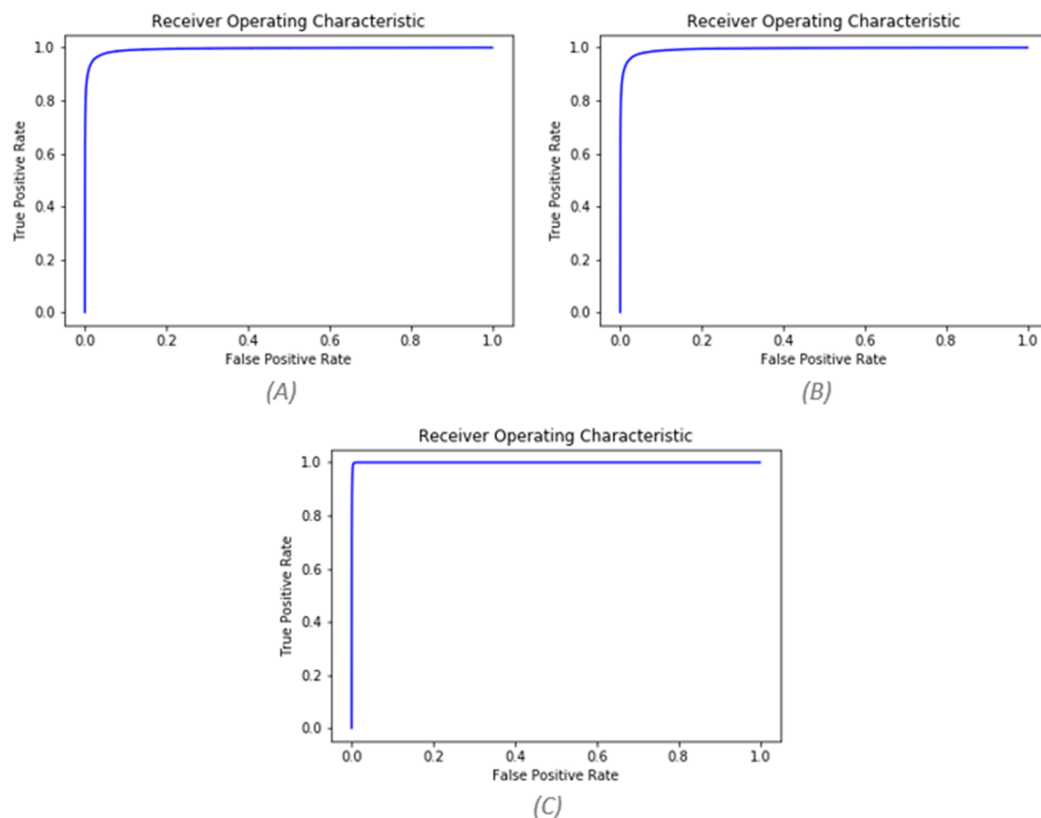 Receiver Operating Characteristic
1.0
0.8
0.6
0.4
0.2
0.0
True Positive Rate
0.0 0.2 0.4 0.6 0.8 1.0
False Positive Rate
(A)
Receiver Operating Characteristic
1.0
0.8
0.6
0.4
0.2
0.0
True Positive Rate
0.0 0.2 0.4 0.6 0.8 1.0
False Positive Rate
(B)
Receiver Operating Characteristic
1.0
0.8
0.6
0.4
0.2
0.0
True Positive Rate
0.0 0.2 0.4 0.6 0.8 1.0
False Positive Rate
(C)